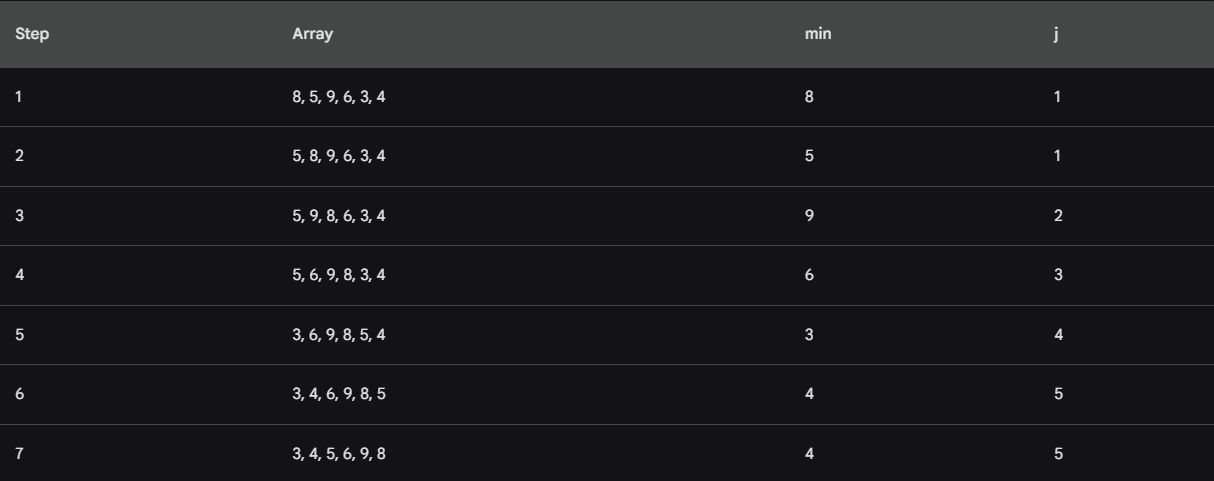 Step Array min j
1 8, 5, 9, 6, 3, 4 8 1
2 5, 8, 9, 6, 3, 4 5 1
3 5, 9, 8, 6, 3, 4 9 2
4 5, 6, 9, 8, 3, 4 6 3
5 3, 6, 9, 8, 5, 4 3 4
6 3, 4, 6, 9, 8, 5 4 5
7 3, 4, 5, 6, 9, 8 4 5